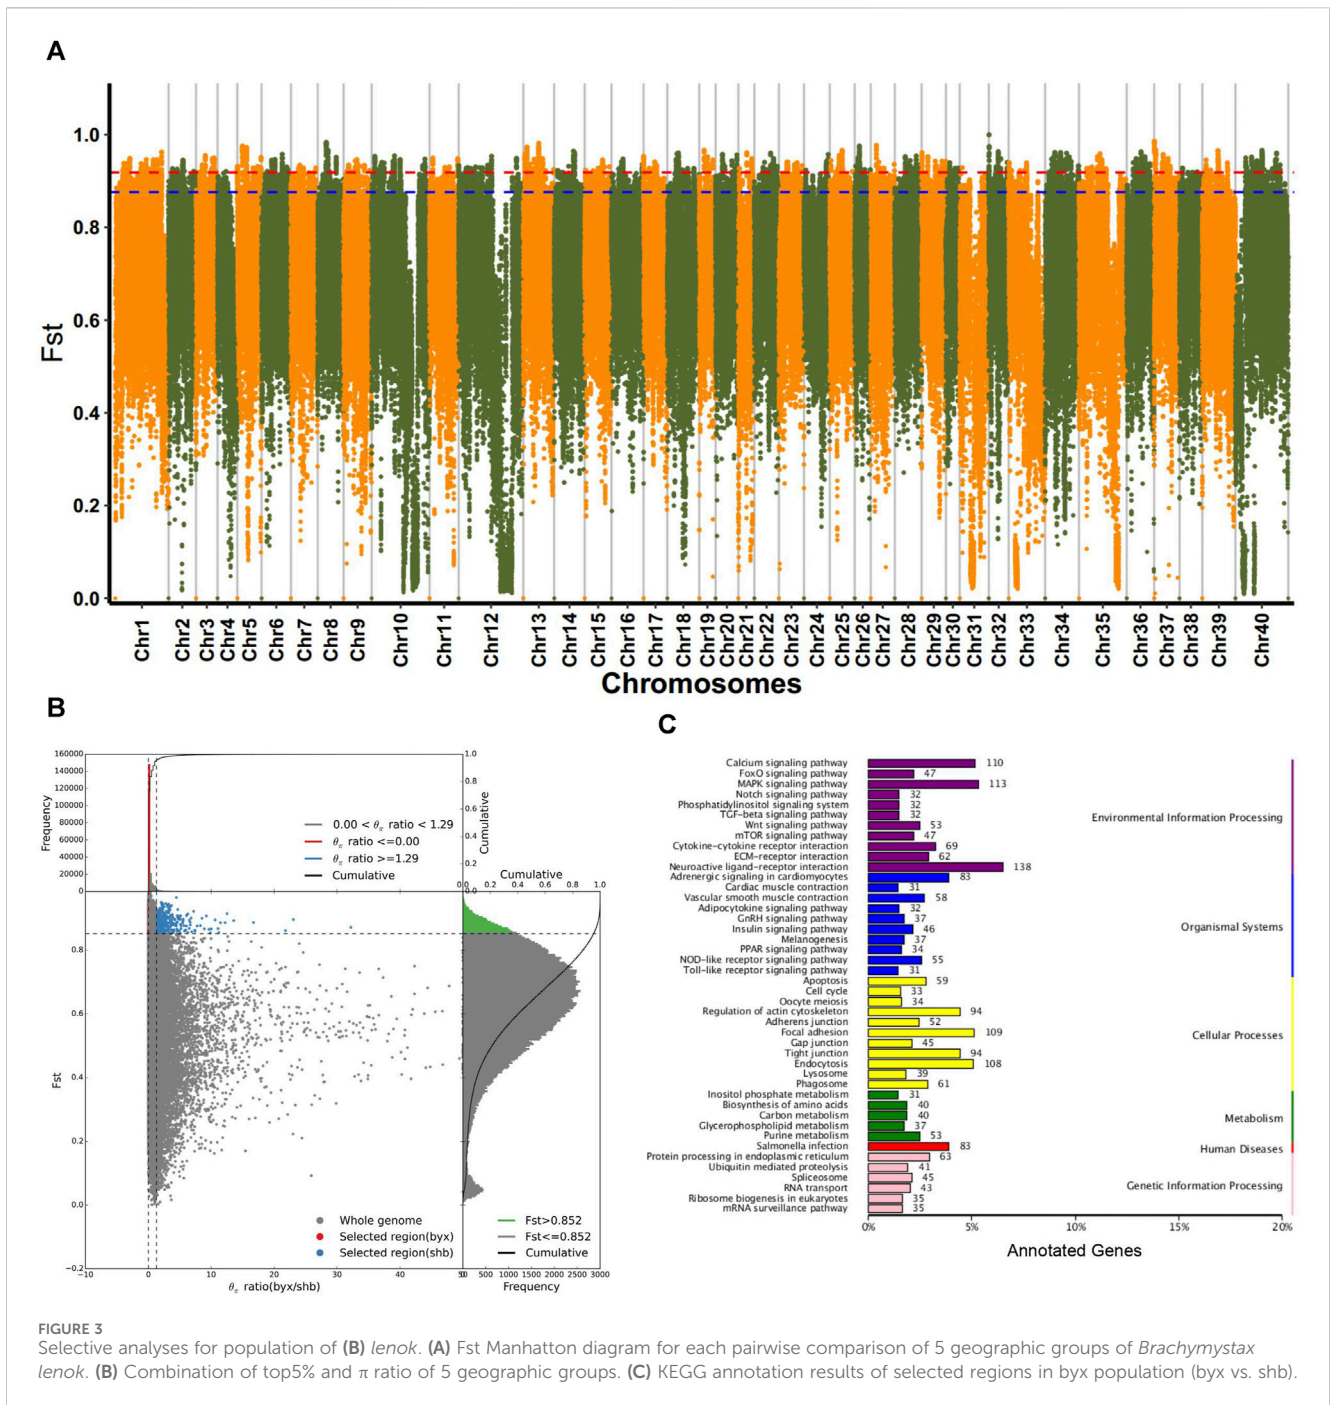 A
1.0
0.8
0.6
0.4
0.2
0.0
Fst
Chr1 Chr2 Chr3 Chr4 Chr5 Chr6 Chr7 Chr8 Chr9 Chr10 Chr11 Chr12 Chr13 Chr14 Chr15 Chr16 Chr17 Chr18 Chr19 Chr20 Chr21 Chr22 Chr23 Chr24 Chr25 Chr26 Chr27 Chr28 Chr29 Chr30 Chr31 Chr32 Chr33 Chr34 Chr35 Chr36 Chr37 Chr38 Chr39 Chr40
Chromosomes
B
160000
140000
120000
100000
80000
60000
40000
20000
0
Frequency
1.0
0.8
0.6
0.4
0.2
0.0
Cumulative
0.00 < θπ ratio < 1.29
θπ ratio <=0.00
θπ ratio >=1.29
Cumulative
Cumulative
0.0 0.2 0.4 0.6 0.8 1.0
0.8
0.6
0.4
0.2
0.0
−0.2
Fst
Whole genome
Selected region(byx)
Selected region(shb)
Fst>0.852
Fst<=0.852
Cumulative
−10 0 10 20 30 40 50
0 500 1000 1500 2000 2500 3000
θπ ratio(byx/shb)
Frequency
C
Calcium signaling pathway 110
FoxO signaling pathway 47
MAPK signaling pathway 113
Notch signaling pathway 32
Phosphatidylinositol signaling system 32
TGF-beta signaling pathway 32
Wnt signaling pathway 53
mTOR signaling pathway 47
Cytokine-cytokine receptor interaction 69
ECM-receptor interaction 62
Neuroactive ligand-receptor interaction 138
Environmental Information Processing
Adrenergic signaling in cardiomyocytes 83
Cardiac muscle contraction 31
Vascular smooth muscle contraction 58
Adipocytokine signaling pathway 32
GnRH signaling pathway 37
Insulin signaling pathway 46
Melanogenesis 37
PPAR signaling pathway 34
NOD-like receptor signaling pathway 55
Toll-like receptor signaling pathway 31
Organismal Systems
Apoptosis 59
Cell cycle 33
Oocyte meiosis 34
Regulation of actin cytoskeleton 94
Adherens junction 52
Focal adhesion 109
Gap junction 45
Tight junction 94
Endocytosis 108
Lysosome 39
Phagosome 61
Cellular Processes
Inositol phosphate metabolism 31
Biosynthesis of amino acids 40
Carbon metabolism 40
Glycerophospholipid metabolism 37
Purine metabolism 53
Metabolism
Salmonella infection 83
Human Diseases
Protein processing in endoplasmic reticulum 63
Ubiquitin mediated proteolysis 41
Spliceosome 45
RNA transport 43
Ribosome biogenesis in eukaryotes 35
mRNA surveillance pathway 35
Genetic Information Processing
0% 5% 10% 15% 20%
Annotated Genes
FIGURE 3
Selective analyses for population of (B) lenok. (A) Fst Manhatton diagram for each pairwise comparison of 5 geographic groups of Brachymystax
lenok. (B) Combination of top5% and π ratio of 5 geographic groups. (C) KEGG annotation results of selected regions in byx population (byx vs. shb).